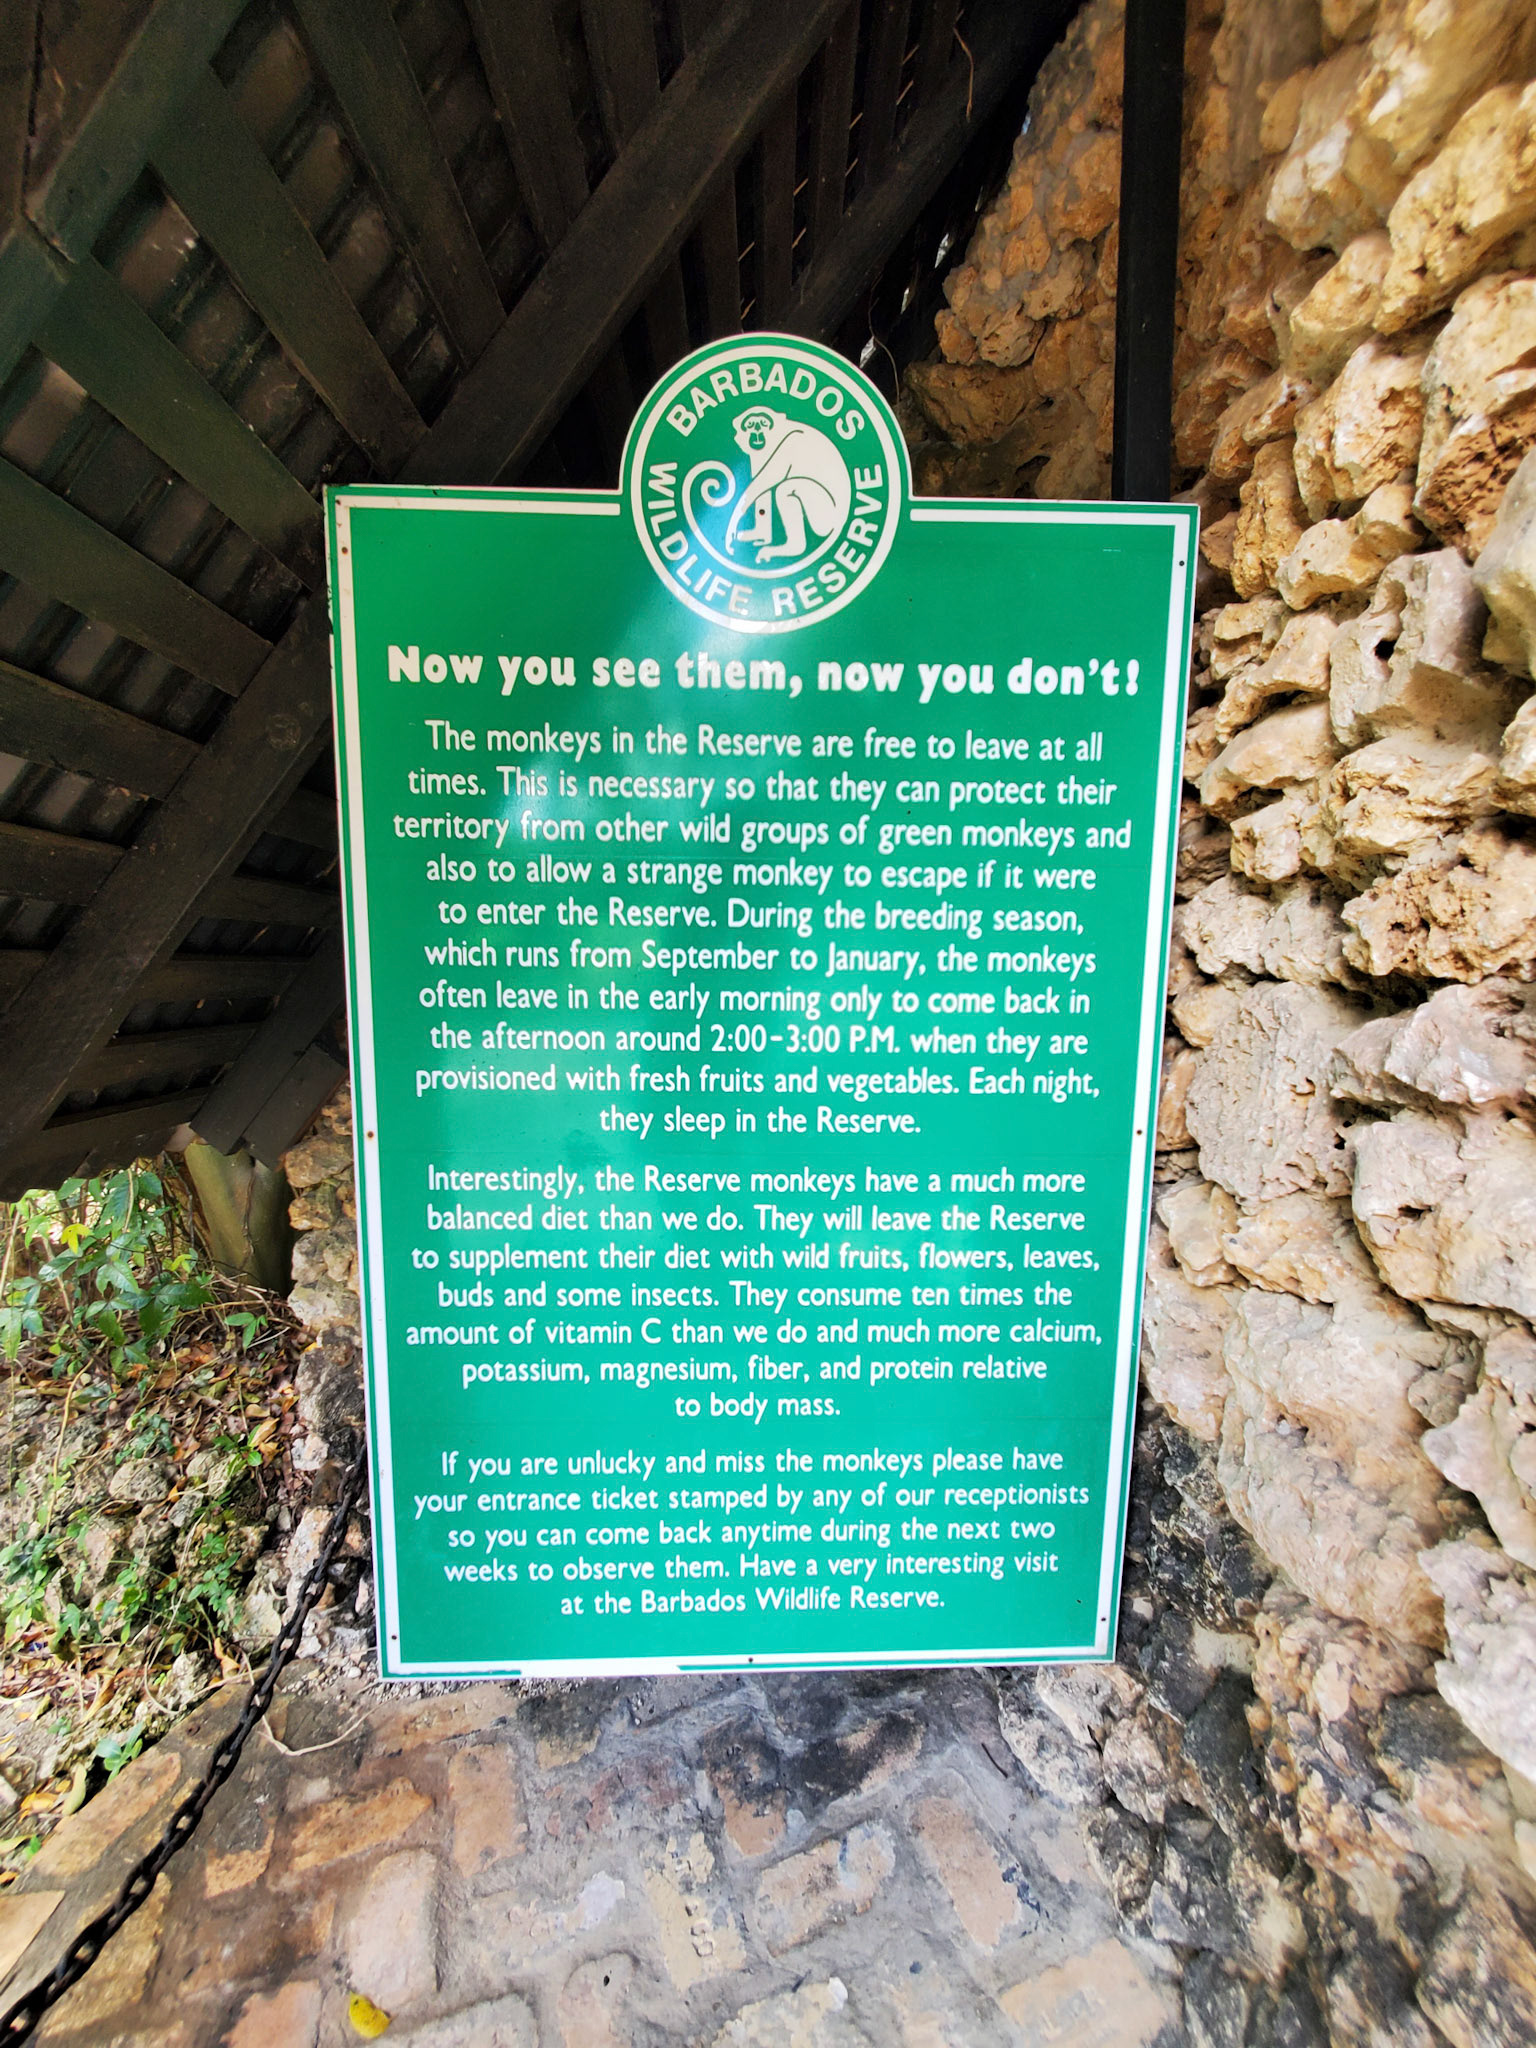 BARBADOS
WILDLIFE RESERVE
Now you see them, now you don't!
The monkeys in the Reserve are free to leave at all
times. This is necessary so that they can protect their
territory from other wild groups of green monkeys and
also to allow a strange monkey to escape if it were
to enter the Reserve. During the breeding season,
which runs from September to January, the monkeys
often leave in the early morning only to come back in
the afternoon around 2:00-3:00 P.M. when they are
provisioned with fresh fruits and vegetables. Each night,
they sleep in the Reserve.
Interestingly, the Reserve monkeys have a much more
balanced diet than we do. They will leave the Reserve
to supplement their diet with wild fruits, flowers, leaves,
buds and some insects. They consume ten times the
amount of vitamin C than we do and much more calcium,
potassium, magnesium, fiber, and protein relative
to body mass.
If you are unlucky and miss the monkeys please have
your entrance ticket stamped by any of our receptionists
so you can come back anytime during the next two
weeks to observe them. Have a very interesting visit
at the Barbados Wildlife Reserve.